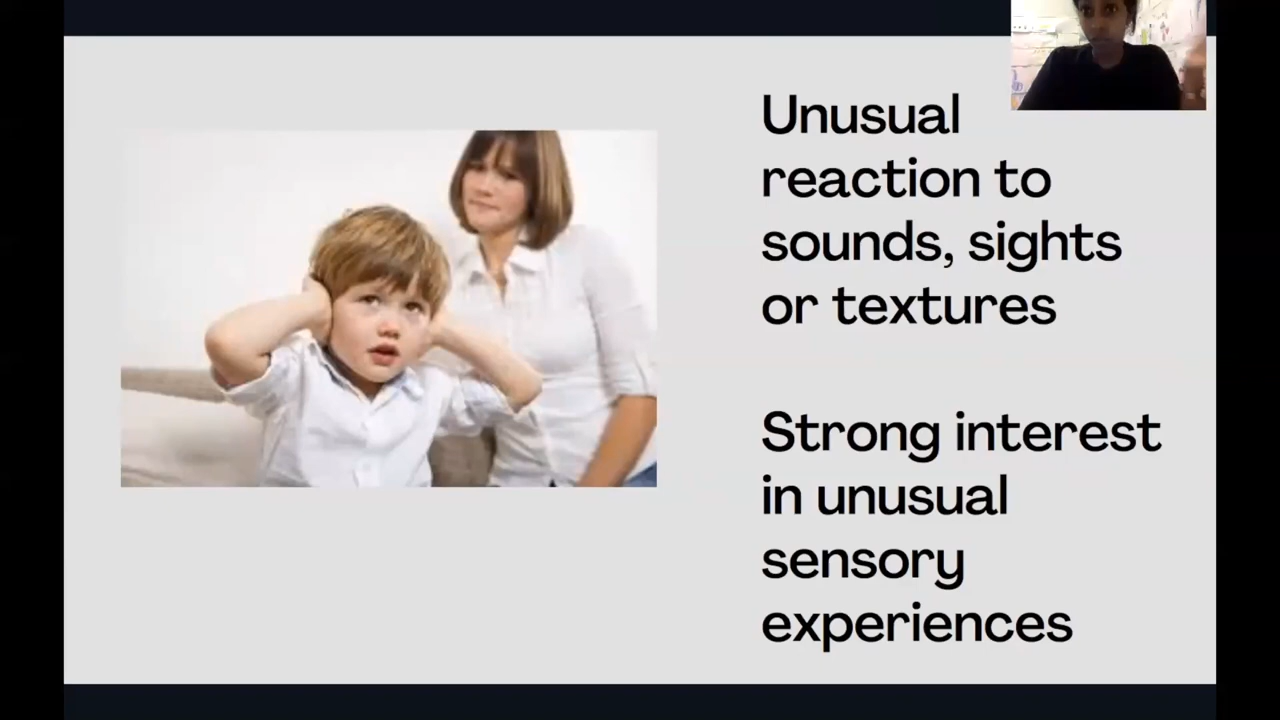 Unusual
reaction to
sounds, sights
or textures
Strong interest
in unusual
sensory
experiences